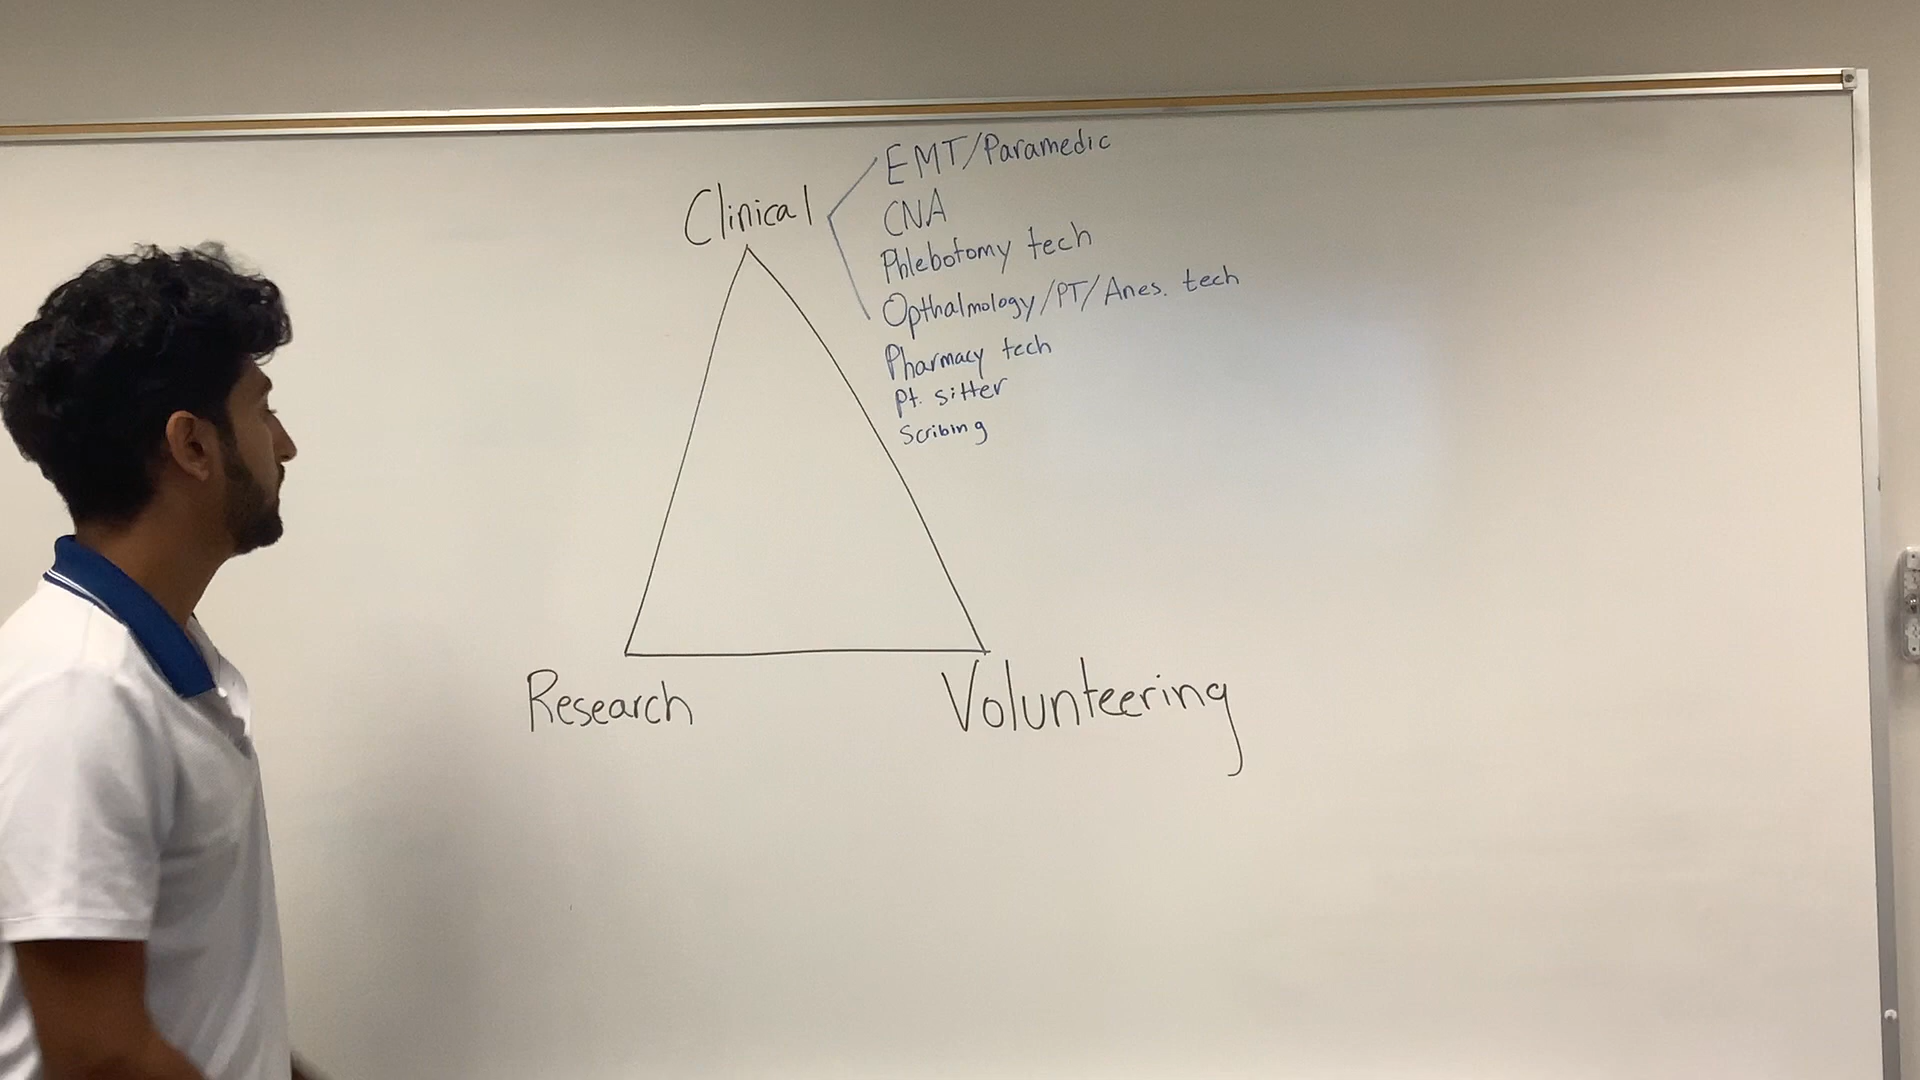 Clinical
EMT/Paramedic
CNA
Phlebotomy tech
Opthalmology/PT/Anes. tech
Pharmacy tech
Pt. sitter
Scribing
Research
Volunteering